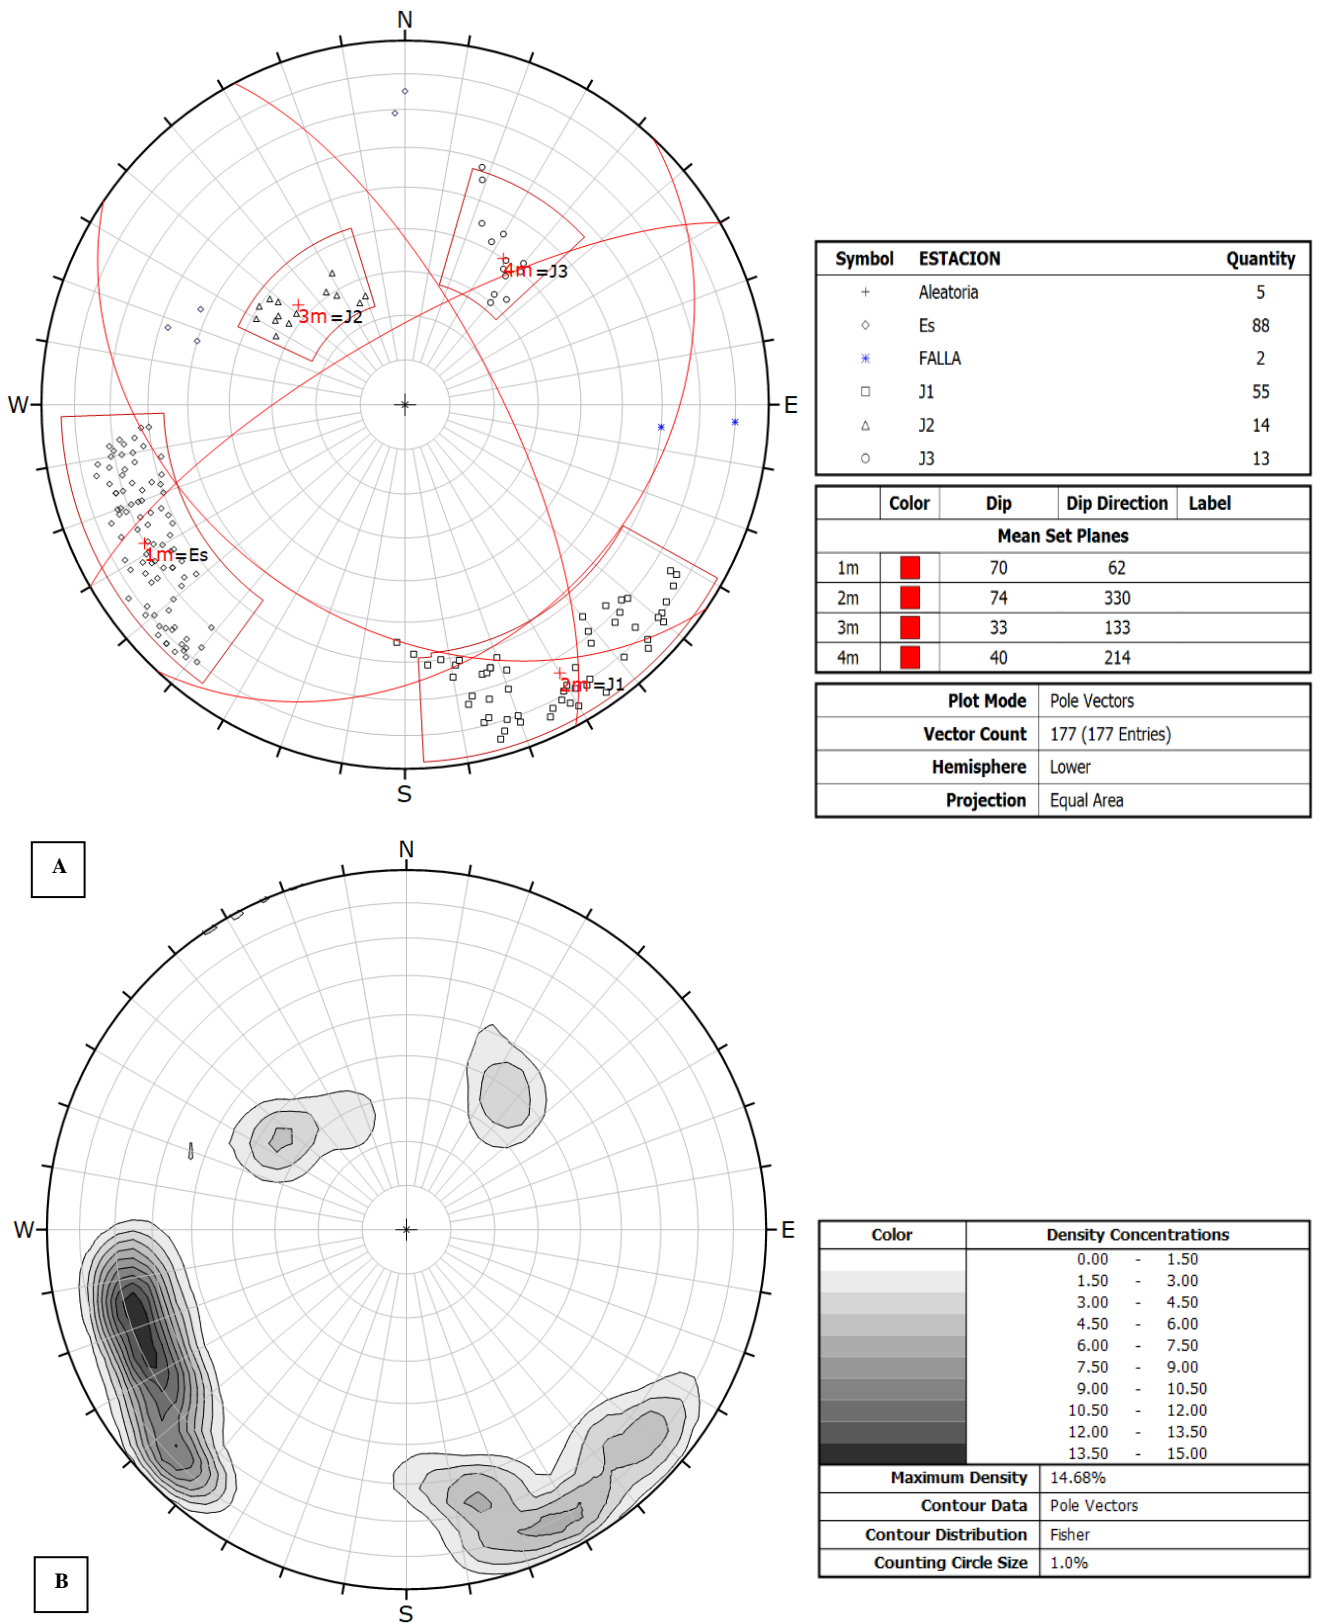 N
W
E
S
4m=J3
3m=J2
1m=Es
2m=J1
Symbol ESTACION Quantity
Aleatoria 5
Es 88
FALLA 2
J1 55
J2 14
J3 13
Color Dip Dip Direction Label
Mean Set Planes
1m 70 62
2m 74 330
3m 33 133
4m 40 214
Plot Mode Pole Vectors
Vector Count 177 (177 Entries)
Hemisphere Lower
Projection Equal Area
A
N
W
E
S
Color Density Concentrations
0.00 - 1.50
1.50 - 3.00
3.00 - 4.50
4.50 - 6.00
6.00 - 7.50
7.50 - 9.00
9.00 - 10.50
10.50 - 12.00
12.00 - 13.50
13.50 - 15.00
Maximum Density 14.68%
Contour Data Pole Vectors
Contour Distribution Fisher
Counting Circle Size 1.0%
B